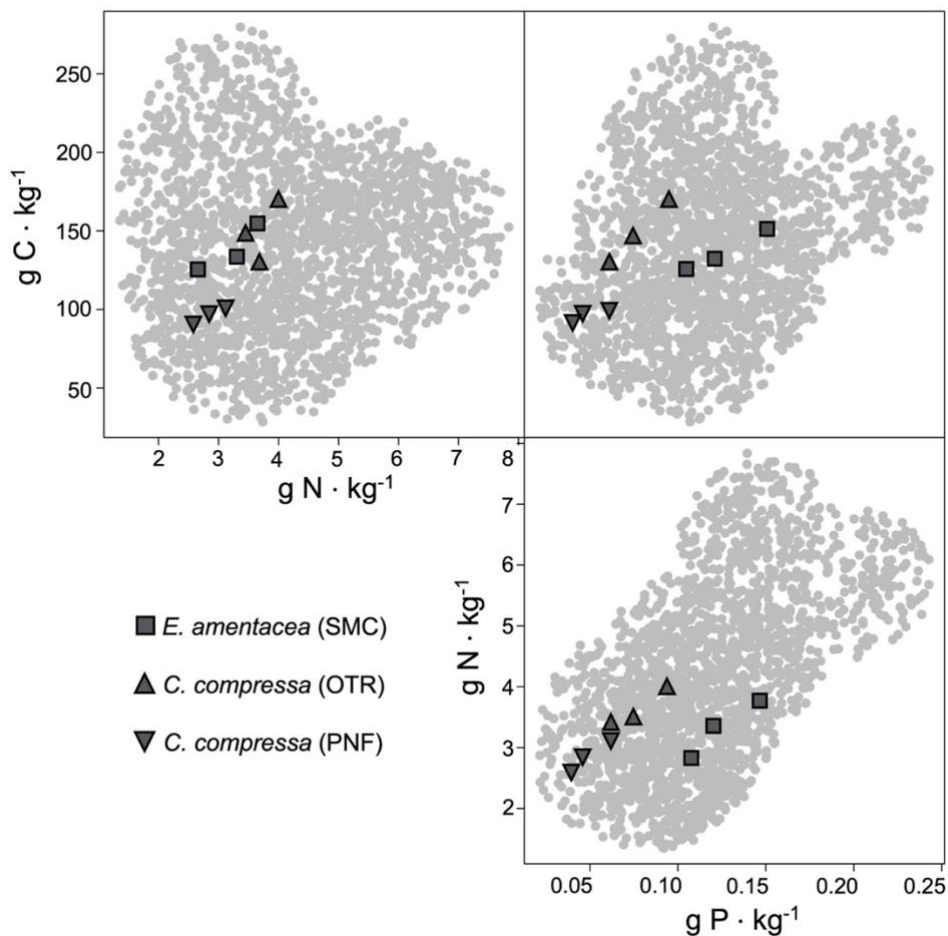 250
200
150
100
50
g C · kg-1
2 3 4 5 6 7 8
g N · kg-1
7
6
5
4
3
2
g N · kg-1
E. amentacea (SMC)
C. compressa (OTR)
C. compressa (PNF)
0.05 0.10 0.15 0.20 0.25
g P · kg-1